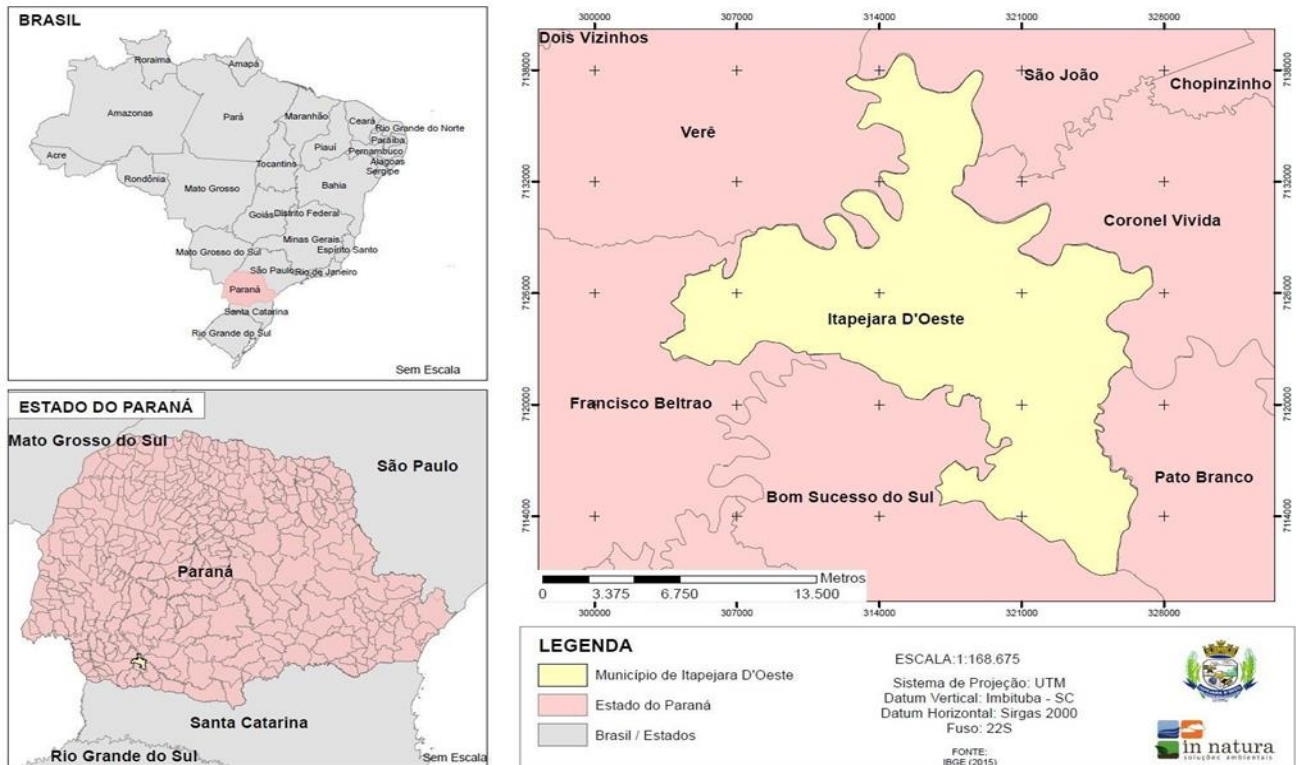 BRASIL
Roraima
Amapá
Amazonas
Pará
Maranhão
Ceará
Rio Grande do Norte
Paraíba
Piauí
Pernambuco
Acre
Tocantins
Alagoas
Sergipe
Rondônia
Mato Grosso
Bahia
Goiás
Distrito Federal
Minas Gerais
Mato Grosso do Sul
Espírito Santo
São Paulo
Rio de Janeiro
Paraná
Santa Catarina
Rio Grande do Sul
Sem Escala
ESTADO DO PARANÁ
Mato Grosso do Sul
São Paulo
Paraná
Santa Catarina
Rio Grande do Sul
Sem Escala
300000 307000 314000 321000 328000
Dois Vizinhos
São João
Chopinzinho
7138000 7138000
Verê
7132000 7132000
Coronel Vivida
7126000 7126000
Itapejara D'Oeste
7120000 7120000
Francisco Beltrao
Pato Branco
Bom Sucesso do Sul
7114000 7114000
Metros
0 3.375 6.750 13.500
300000 307000 314000 321000 328000
LEGENDA
Município de Itapejara D'Oeste
Estado do Paraná
Brasil / Estados
ESCALA:1:168.675
Sistema de Projeção: UTM
Datum Vertical: Imbituba - SC
Datum Horizontal: Sirgas 2000
Fuso: 22S
FONTE:
IBGE (2015)
in natura
soluções ambientais